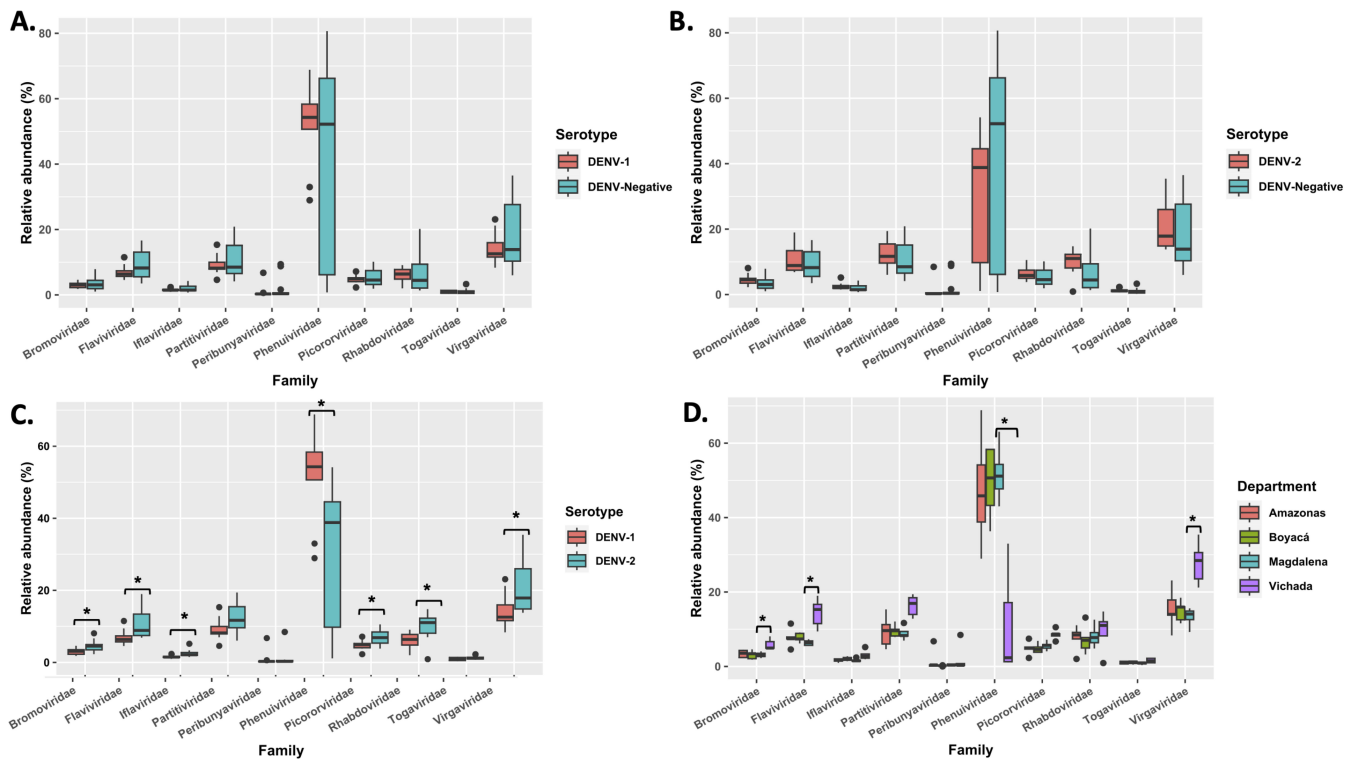 A.
Relative abundance (%)
80
60
40
20
0
Bromoviridae
Flaviviridae
Iflaviridae
Partitiviridae
Peribunyaviridae
Phenuiviridae
Picororviridae
Rhabdoviridae
Togaviridae
Virgaviridae
Family
Serotype
DENV-1
DENV-Negative
B.
Relative abundance (%)
80
60
40
20
0
Bromoviridae
Flaviviridae
Iflaviridae
Partitiviridae
Peribunyaviridae
Phenuiviridae
Picororviridae
Rhabdoviridae
Togaviridae
Virgaviridae
Family
Serotype
DENV-2
DENV-Negative
C.
Relative abundance (%)
60
40
20
0
* * * * * * *
Bromoviridae
Flaviviridae
Iflaviridae
Partitiviridae
Peribunyaviridae
Phenuiviridae
Picororviridae
Rhabdoviridae
Togaviridae
Virgaviridae
Family
Serotype
DENV-1
DENV-2
D.
Relative abundance (%)
60
40
20
0
* * * *
Bromoviridae
Flaviviridae
Iflaviridae
Partitiviridae
Peribunyaviridae
Phenuiviridae
Picororviridae
Rhabdoviridae
Togaviridae
Virgaviridae
Family
Department
Amazonas
Boyacá
Magdalena
Vichada